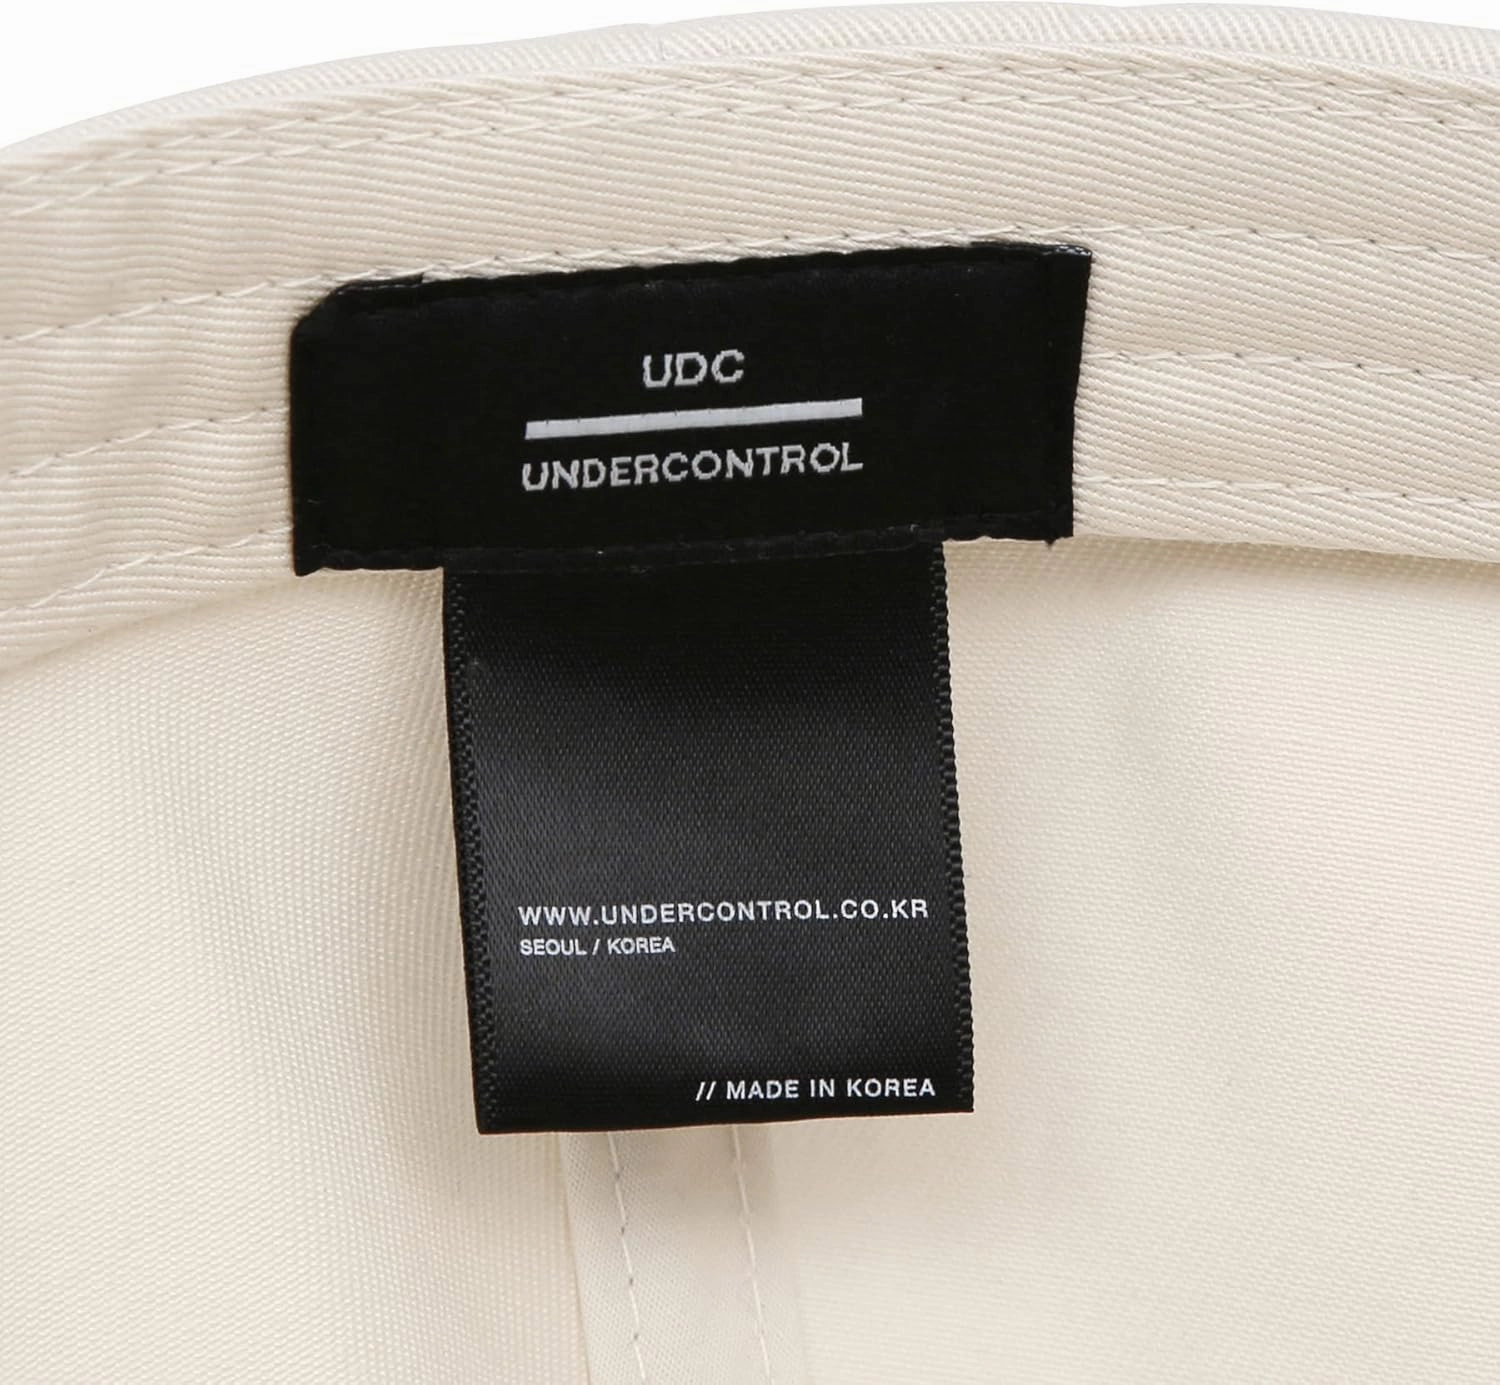 UDC
UNDERCONTROL
WWW.UNDERCONTROL.CO.KR
SEOUL / KOREA
// MADE IN KOREA